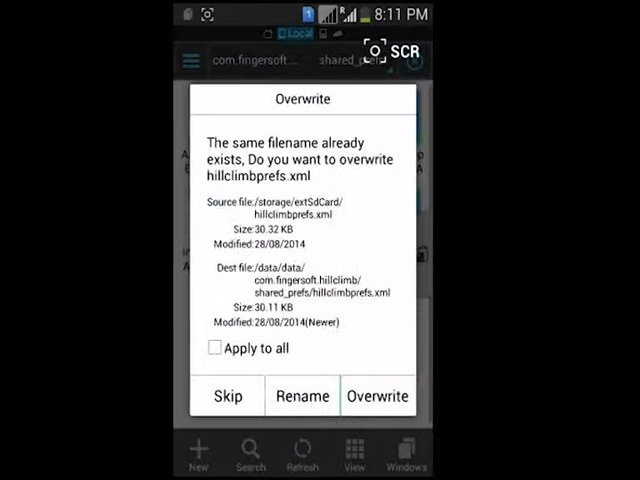 1
8:11 PM
Local
SCR
com.fingersoft... shared_pref
Overwrite
The same filename already
exists, Do you want to overwrite
hillclimbprefs.xml
Source file:/storage/extSdCard/
hillclimbprefs.xml
Size:30.32 KB
Modified:28/08/2014
Dest file:/data/data/
com.fingersoft.hillclimb/
shared_prefs/hillclimbprefs.xml
Size:30.11 KB
Modified:28/08/2014(Newer)
Apply to all
Skip Rename Overwrite
New Search Refresh View Windows